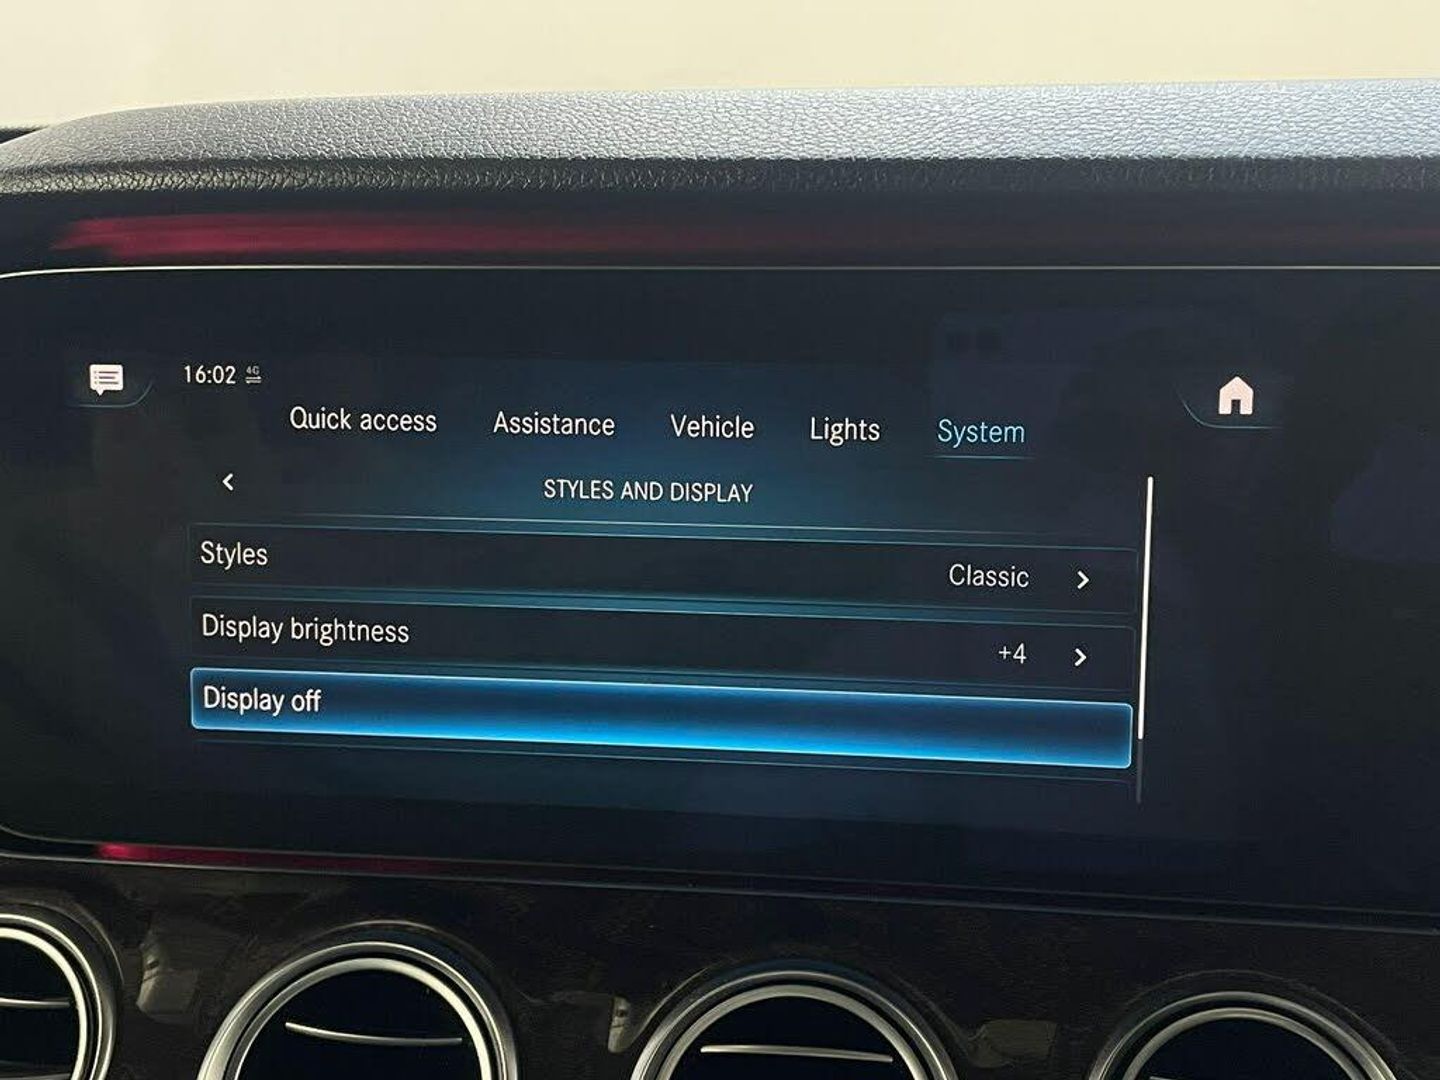 16:02 4G
Quick access Assistance Vehicle Lights System
STYLES AND DISPLAY
Styles Classic
Display brightness +4
Display off